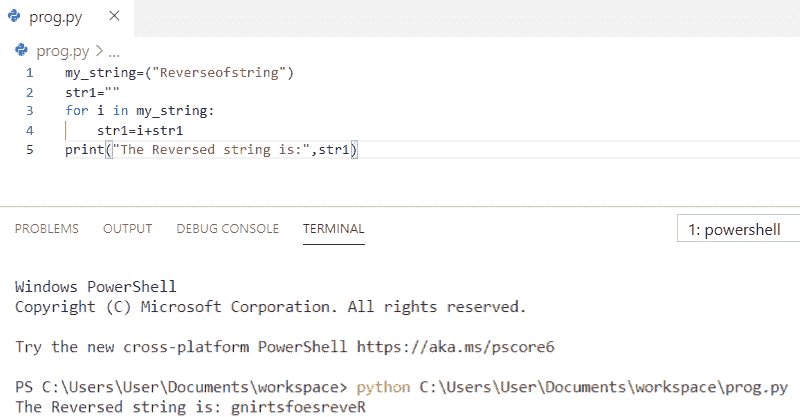 prog.py ×
prog.py > ...
1 my_string=("Reverseofstring")
2 str1=""
3 for i in my_string:
4     str1=i+str1
5 print("The Reversed string is:",str1)
PROBLEMS OUTPUT DEBUG CONSOLE TERMINAL 1: powershell
Windows PowerShell
Copyright (C) Microsoft Corporation. All rights reserved.
Try the new cross-platform PowerShell https://aka.ms/pscore6
PS C:\Users\User\Documents\workspace> python C:\Users\User\Documents\workspace\prog.py
The Reversed string is: gnirtsfoesreveR